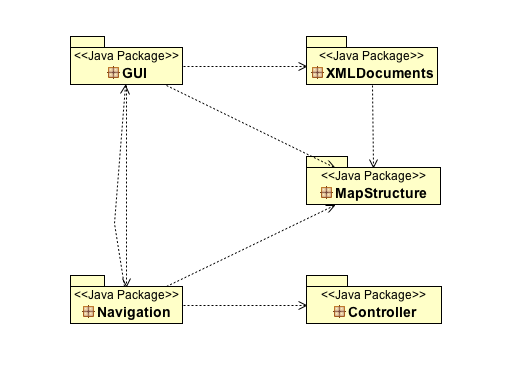 <<Java Package>>
GUI
<<Java Package>>
XMLDocuments
<<Java Package>>
MapStructure
<<Java Package>>
Navigation
<<Java Package>>
Controller